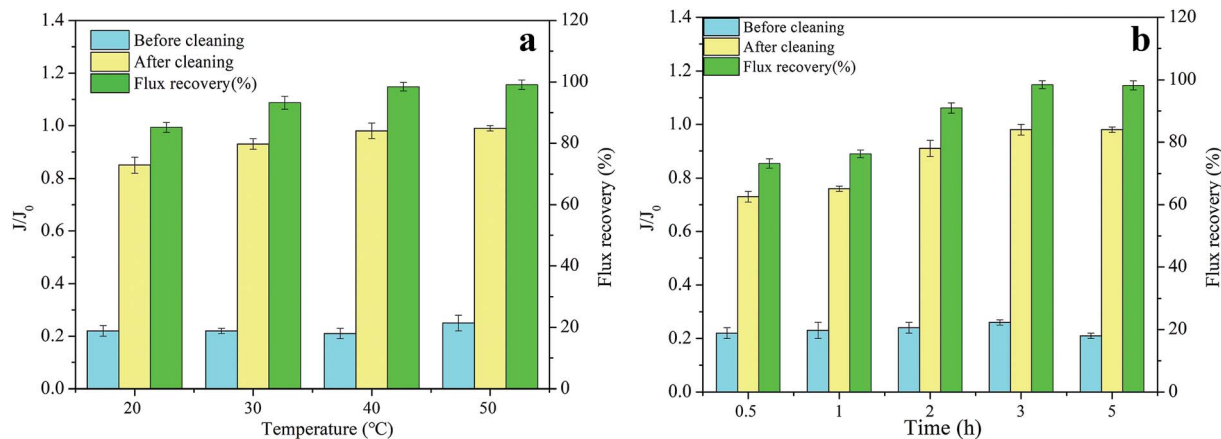 a
Before cleaning
After cleaning
Flux recovery(%)
J/J0
1.4
1.2
1.0
0.8
0.6
0.4
0.2
0.0
120
100
80
60
40
20
0
Flux recovery (%)
20 30 40 50
Temperature (°C)
b
Before cleaning
After cleaning
Flux recovery(%)
J/J0
1.4
1.2
1.0
0.8
0.6
0.4
0.2
0.0
120
100
80
60
40
20
0
Flux recovery (%)
0.5 1 2 3 5
Time (h)